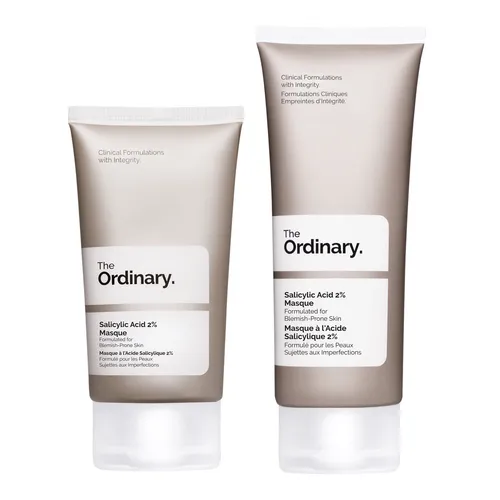 Clinical Formulations
with Integrity.
The
Ordinary.
Salicylic Acid 2%
Masque
Formulated for
Blemish-Prone Skin
Masque à l'Acide Salicylique 2%
Formulé pour les Peaux
Sujettes aux Imperfections
Clinical Formulations
with Integrity.
Formulations Cliniques
Empreintes d'Intégrité.
The
Ordinary.
Salicylic Acid 2%
Masque
Formulated for
Blemish-Prone Skin
Masque à l'Acide
Salicylique 2%
Formulé pour les Peaux
Sujettes aux Imperfections